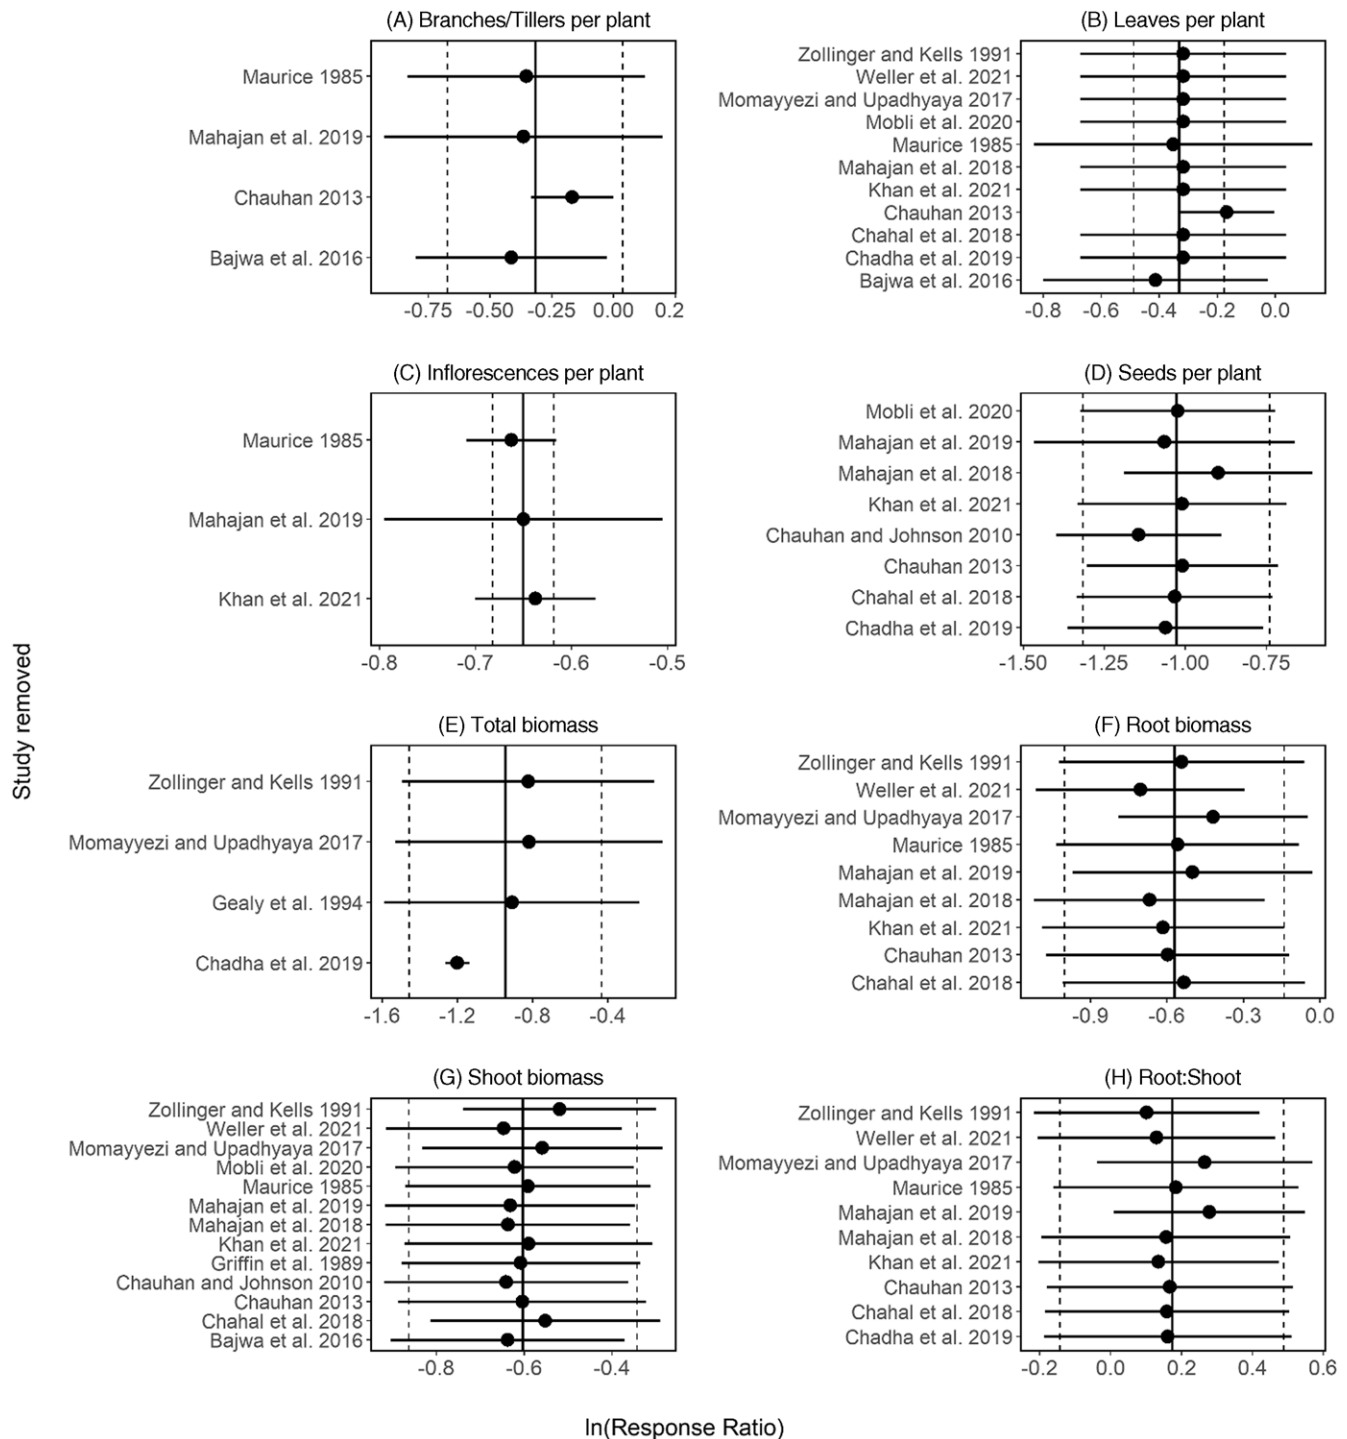 (A) Branches/Tillers per plant
Maurice 1985
Mahajan et al. 2019
Chauhan 2013
Bajwa et al. 2016
-0.75 -0.50 -0.25 0.00 0.2
(B) Leaves per plant
Zollinger and Kells 1991
Weller et al. 2021
Momayyezi and Upadhyaya 2017
Mobli et al. 2020
Maurice 1985
Mahajan et al. 2018
Khan et al. 2021
Chauhan 2013
Chahal et al. 2018
Chadha et al. 2019
Bajwa et al. 2016
-0.8 -0.6 -0.4 -0.2 0.0
(C) Inflorescences per plant
Maurice 1985
Mahajan et al. 2019
Khan et al. 2021
-0.8 -0.7 -0.6 -0.5
(D) Seeds per plant
Mobli et al. 2020
Mahajan et al. 2019
Mahajan et al. 2018
Khan et al. 2021
Chauhan and Johnson 2010
Chauhan 2013
Chahal et al. 2018
Chadha et al. 2019
-1.50 -1.25 -1.00 -0.75
Study removed
(E) Total biomass
Zollinger and Kells 1991
Momayyezi and Upadhyaya 2017
Gealy et al. 1994
Chadha et al. 2019
-1.6 -1.2 -0.8 -0.4
(F) Root biomass
Zollinger and Kells 1991
Weller et al. 2021
Momayyezi and Upadhyaya 2017
Maurice 1985
Mahajan et al. 2019
Mahajan et al. 2018
Khan et al. 2021
Chauhan 2013
Chahal et al. 2018
-0.9 -0.6 -0.3 0.0
(G) Shoot biomass
Zollinger and Kells 1991
Weller et al. 2021
Momayyezi and Upadhyaya 2017
Mobli et al. 2020
Maurice 1985
Mahajan et al. 2019
Mahajan et al. 2018
Khan et al. 2021
Griffin et al. 1989
Chauhan and Johnson 2010
Chauhan 2013
Chahal et al. 2018
Bajwa et al. 2016
-0.8 -0.6 -0.4
(H) Root:Shoot
Zollinger and Kells 1991
Weller et al. 2021
Momayyezi and Upadhyaya 2017
Maurice 1985
Mahajan et al. 2019
Mahajan et al. 2018
Khan et al. 2021
Chauhan 2013
Chahal et al. 2018
Chadha et al. 2019
-0.2 0.0 0.2 0.4 0.6
ln(Response Ratio)